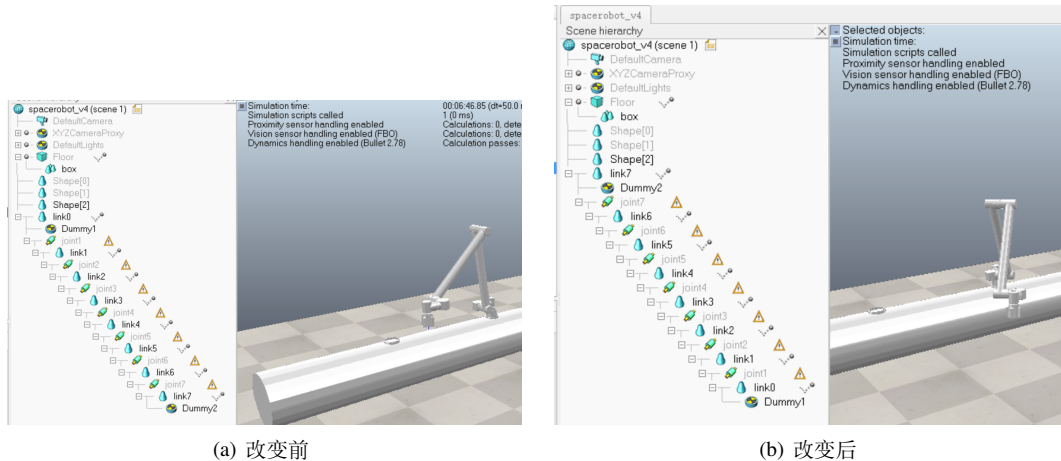 spacerobot_v4 (scene 1)
DefaultCamera
XYZCameraProxy
DefaultLights
Floor
box
Shape[0]
Shape[1]
Shape[2]
link0
Dummy1
joint1
link1
joint2
link2
joint3
link3
joint4
link4
joint5
link5
joint6
link6
joint7
link7
Dummy2
Simulation time: 00:06:46.85 (dt=50.0
Simulation scripts called 1 (0 ms)
Proximity sensor handling enabled Calculations: 0, dete
Vision sensor handling enabled (FBO) Calculations: 0, dete
Dynamics handling enabled (Bullet 2.78) Calculation passes:
(a) 改变前
spacerobot_v4
Scene hierarchy
spacerobot_v4 (scene 1)
DefaultCamera
XYZCameraProxy
DefaultLights
Floor
box
Shape[0]
Shape[1]
Shape[2]
link7
Dummy2
joint7
link6
joint6
link5
joint5
link4
joint4
link3
joint3
link2
joint2
link1
joint1
link0
Dummy1
Selected objects:
Simulation time:
Simulation scripts called
Proximity sensor handling enabled
Vision sensor handling enabled (FBO)
Dynamics handling enabled (Bullet 2.78)
(b) 改变后